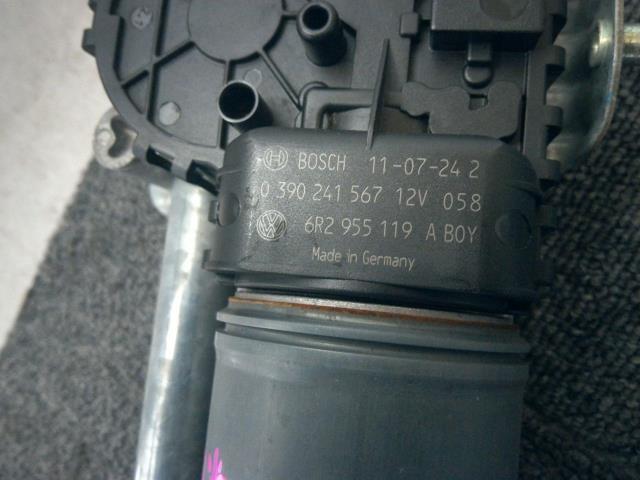 BOSCH 11-07-24 2
0 390 241 567 12V 058
6R2 955 119 A BOY
Made in Germany